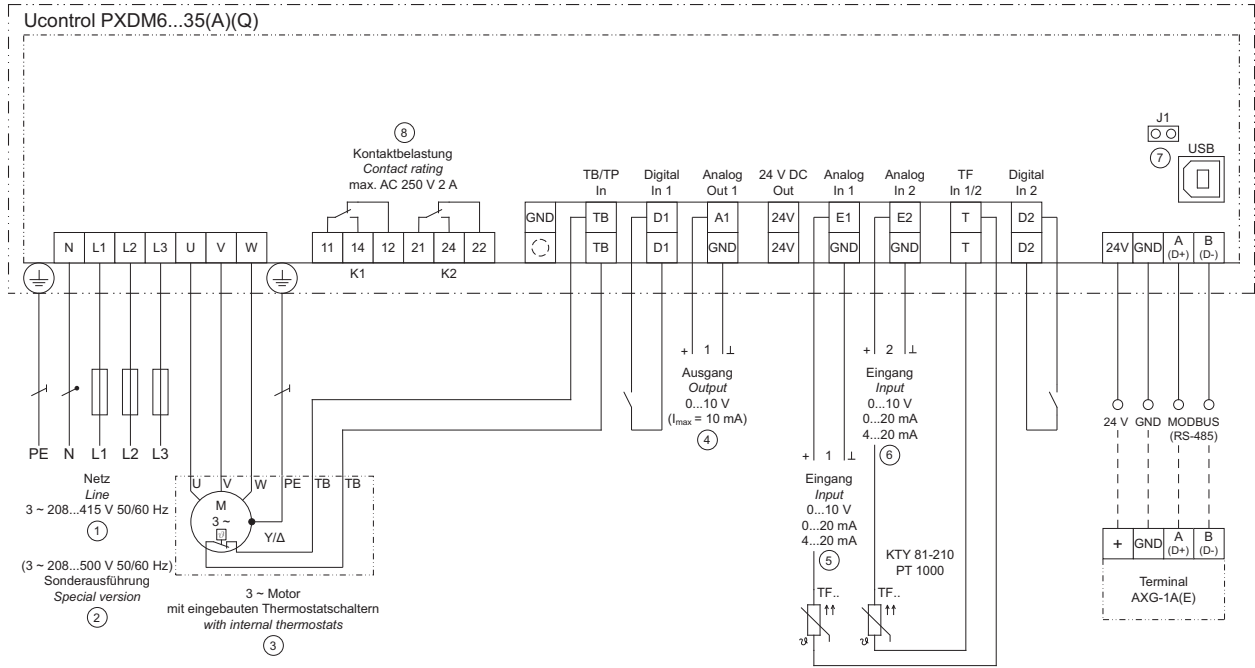 Ucontrol PXDM6...35(A)(Q)
J1
7
USB
8
Kontaktbelastung
Contact rating
max. AC 250 V 2 A
TB/TP In
Digital In 1
Analog Out 1
24 V DC Out
Analog In 1
Analog In 2
TF In 1/2
Digital In 2
GND TB D1 A1 24V E1 E2 T D2
TB D1 GND 24V GND GND T D2
N L1 L2 L3 U V W
11 14 12 21 24 22
K1 K2
24V GND A (D+) B (D-)
PE N L1 L2 L3
Netz
Line
3 ~ 208...415 V 50/60 Hz
1
(3 ~ 208...500 V 50/60 Hz)
Sonderausführung
Special version
2
U V W PE TB TB
M
3 ~
ϑ
Y/Δ
3 ~ Motor
mit eingebauten Thermostatschaltern
with internal thermostats
3
+ 1 ⊥
Ausgang
Output
0...10 V
(Imax = 10 mA)
4
+ 1 ⊥
Eingang
Input
0...10 V
0...20 mA
4...20 mA
5
TF..
ϑ
+ 2 ⊥
Eingang
Input
0...10 V
0...20 mA
4...20 mA
6
KTY 81-210
PT 1000
TF..
ϑ
24 V GND MODBUS
(RS-485)
+ GND A (D+) B (D-)
Terminal
AXG-1A(E)